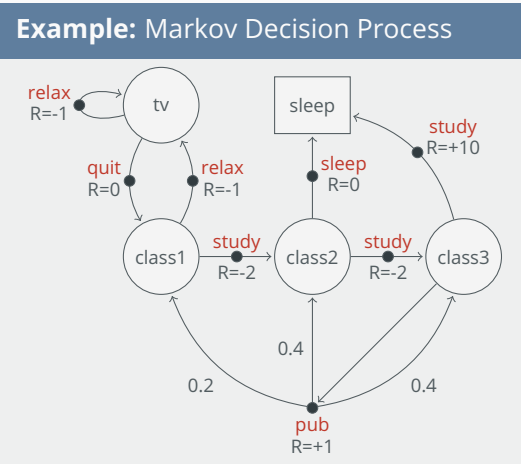 Example: Markov Decision Process
relax
R=-1
tv
sleep
study
R=+10
quit
R=0
relax
R=-1
sleep
R=0
class1
study
R=-2
class2
study
R=-2
class3
0.4
0.2
0.4
pub
R=+1